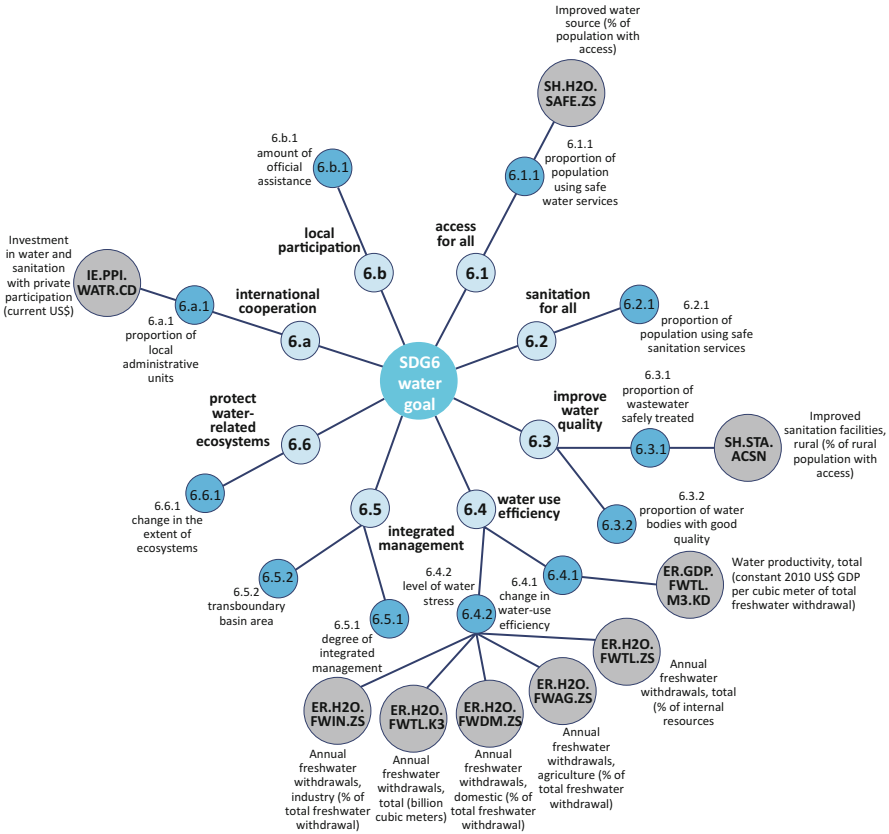 Improved water
source (% of
population with
access)
SH.H2O.
SAFE.ZS
6.1.1
6.1.1
proportion of
population
using safe
water services
access
for all
6.1
6.b.1
amount of
official
assistance
6.b.1
local
participation
6.b
Investment
in water and
sanitation
with private
participation
(current US$)
IE.PPI.
WATR.CD
6.a.1
6.a.1
proportion of
local
administrative
units
international
cooperation
6.a
sanitation
for all
6.2
6.2.1
6.2.1
proportion of
population using safe
sanitation services
SDG6
water
goal
protect
water-
related
ecosystems
6.6
6.6.1
6.6.1
change in the
extent of
ecosystems
improve
water
quality
6.3
6.3.1
proportion of
wastewater
safely treated
6.3.1
SH.STA.
ACSN
Improved
sanitation facilities,
rural (% of rural
population with
access)
6.3.2
6.3.2
proportion of water
bodies with good
quality
6.5
integrated
management
6.5.2
6.5.2
transboundary
basin area
6.5.1
6.5.1
degree of
integrated
management
6.4
water use
efficiency
6.4.2
level of water
stress
6.4.2
6.4.1
change in
water-use
efficiency
6.4.1
ER.GDP.
FWTL.
M3.KD
Water productivity, total
(constant 2010 US$ GDP
per cubic meter of total
freshwater withdrawal)
ER.H2O.
FWTL.ZS
Annual
freshwater
withdrawals, total
(% of internal
resources
ER.H2O.
FWAG.ZS
Annual
freshwater
withdrawals,
agriculture (% of
total freshwater
withdrawal)
ER.H2O.
FWDM.ZS
Annual
freshwater
withdrawals,
domestic (% of
total freshwater
withdrawal)
ER.H2O.
FWTL.K3
Annual
freshwater
withdrawals,
total (billion
cubic meters)
ER.H2O.
FWIN.ZS
Annual
freshwater
withdrawals,
industry (% of
total freshwater
withdrawal)